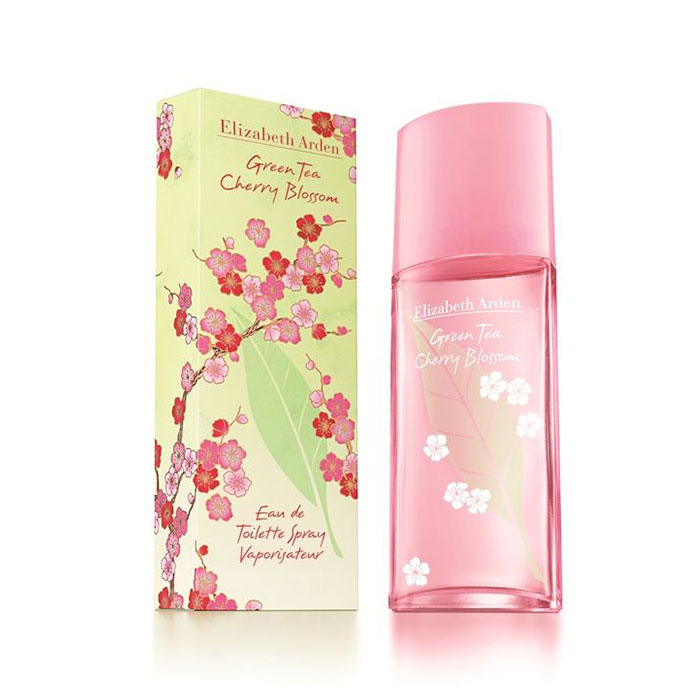 Elizabeth Arden
Green Tea
Cherry Blossom
Eau de
Toilette Spray
Vaporisateur
Elizabeth Arden
Green Tea
Cherry Blossom